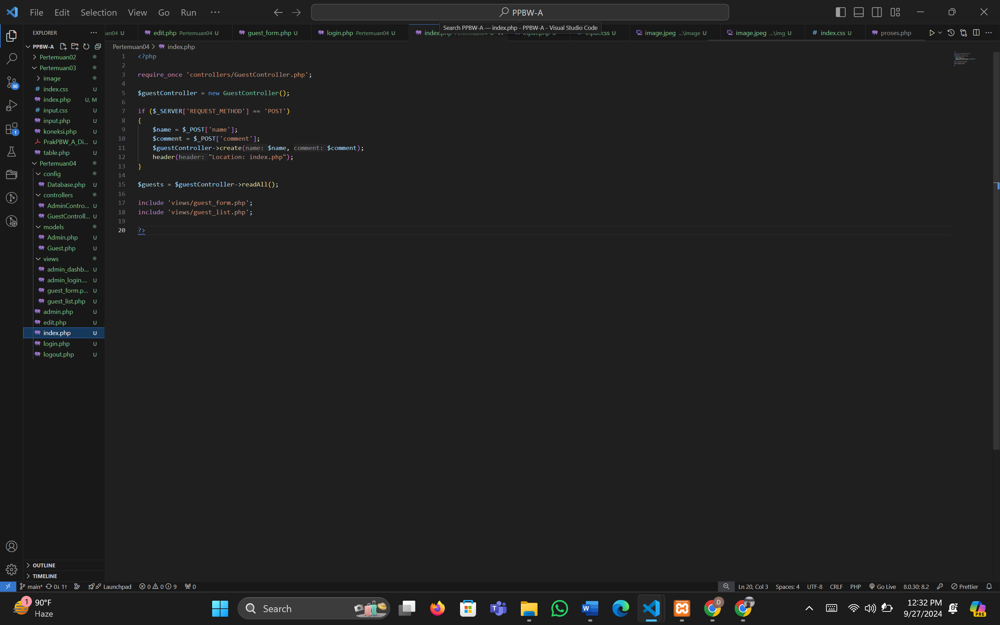 File Edit Selection View Go Run ··· PPBW-A
Search PPBW-A — index.php - PPBW-A - Visual Studio Code
EXPLORER ···
04 U edit.php Pertemuan04 U guest_form.php U login.php Pertemuan04 U index.php Pertemuan04 U input.php U input.css U image.jpeg ...\image U image.jpeg ...\img U index.css U proses.php
PPBW-A
Pertemuan04 > index.php
Pertemuan02
Pertemuan03
image
index.css U
index.php U, M
input.css U
input.php U
koneksi.php U
PrakPBW_A_Di... U
table.php U
Pertemuan04
config
Database.php U
controllers
AdminContro... U
GuestControll... U
models
Admin.php U
Guest.php U
views
admin_dashb... U
admin_login.... U
guest_form.p... U
guest_list.php U
admin.php U
edit.php U
index.php U
login.php U
logout.php U
OUTLINE
TIMELINE
30
1
1 <?php
2
3 require_once 'controllers/GuestController.php';
4
5 $guestController = new GuestController();
6
7 if ($_SERVER['REQUEST_METHOD'] == 'POST')
8 {
9 $name = $_POST['name'];
10 $comment = $_POST['comment'];
11 $guestController->create(name: $name, comment: $comment);
12 header(header: "Location: index.php");
13 }
14
15 $guests = $guestController->readAll();
16
17 include 'views/guest_form.php';
18 include 'views/guest_list.php';
19
20 ?>
main* 0↓ 1↑ Launchpad 0 0 9 0 Ln 20, Col 3 Spaces: 4 UTF-8 CRLF PHP Go Live 8.0.30: 8.2 Prettier
1 90°F
Haze
Search
D
12:32 PM
9/27/2024
PRE